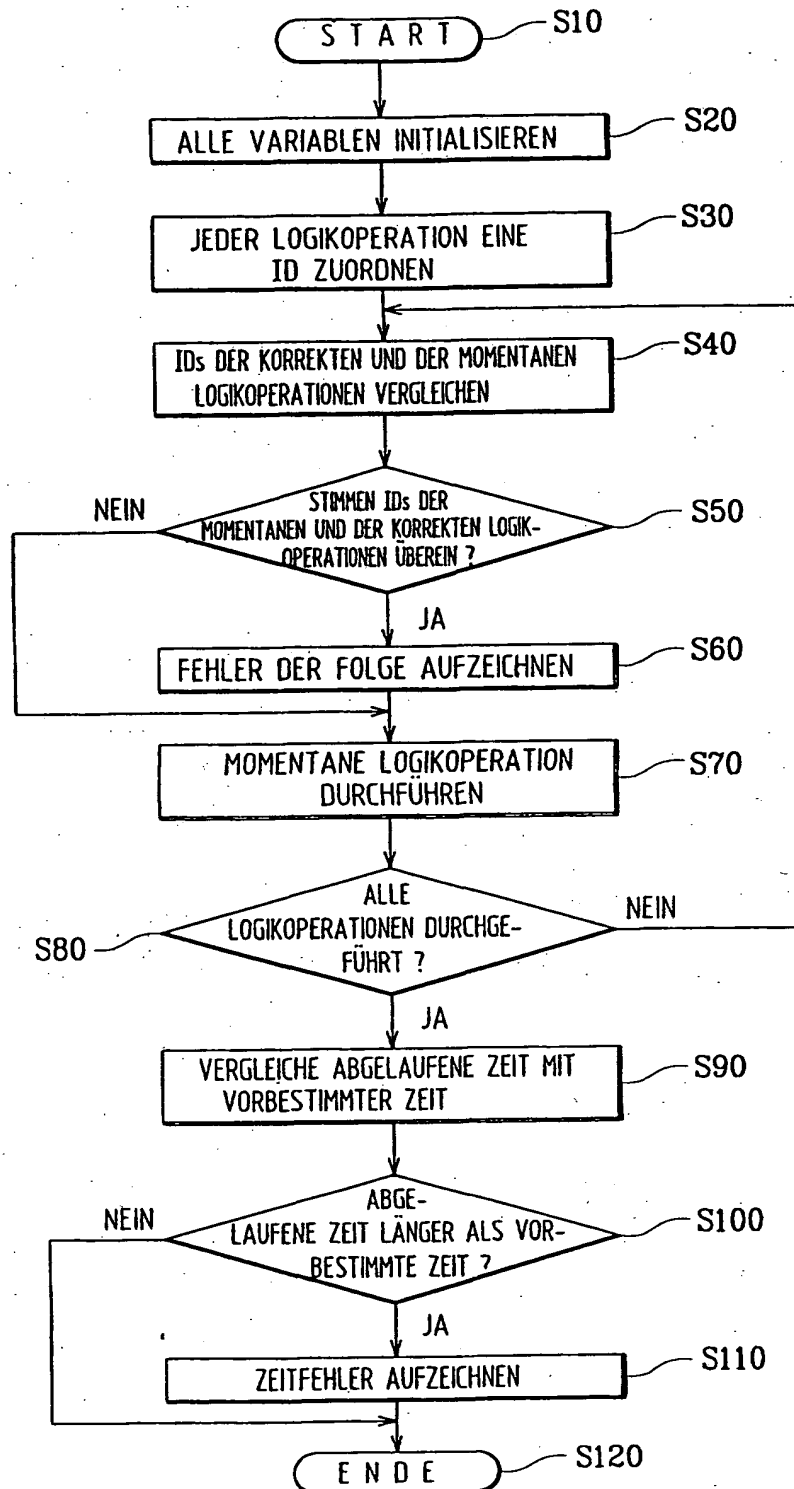 START
S10
ALLE VARIABLEN INITIALISIEREN
S20
JEDER LOGIKOPERATION EINE
ID ZUORDNEN
S30
IDs DER KORREKTEN UND DER MOMENTANEN
LOGIKOPERATIONEN VERGLEICHEN
S40
STIMMEN IDs DER
MOMENTANEN UND DER KORREKTEN LOGIK-
OPERATIONEN ÜBEREIN ?
S50
NEIN
JA
FEHLER DER FOLGE AUFZEICHNEN
S60
MOMENTANE LOGIKOPERATION
DURCHFÜHREN
S70
ALLE
LOGIKOPERATIONEN DURCHGE-
FÜHRT ?
S80
NEIN
JA
VERGLEICHE ABGELAUFENE ZEIT MIT
VORBESTIMMTER ZEIT
S90
ABGE-
LAUFENE ZEIT LÄNGER ALS VOR-
BESTIMMTE ZEIT ?
S100
NEIN
JA
ZEITFEHLER AUFZEICHNEN
S110
ENDE
S120